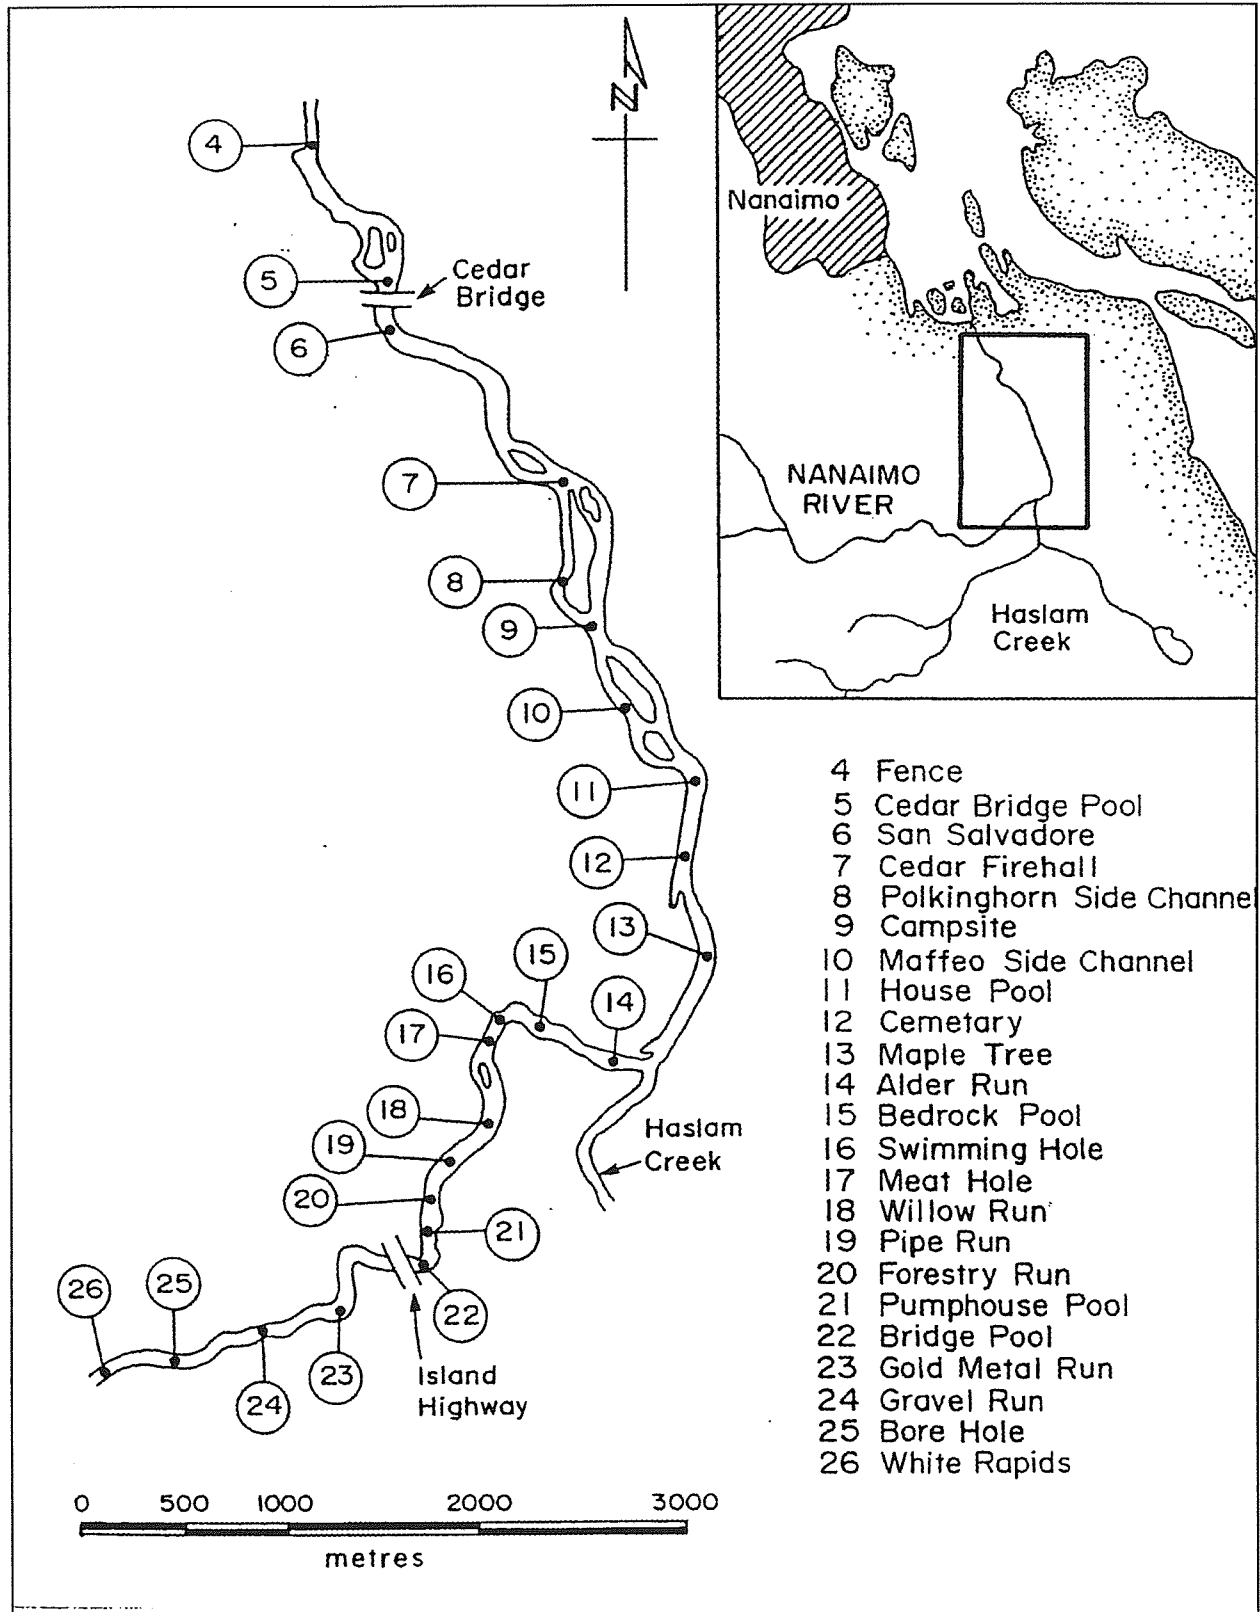 N
4
5
Cedar
Bridge
6
7
8
9
10
11
12
13
14
15
16
17
18
19
20
21
22
23
24
25
26
Haslam
Creek
Island
Highway
Nanaimo
NANAIMO
RIVER
Haslam
Creek
4 Fence
5 Cedar Bridge Pool
6 San Salvadore
7 Cedar Firehall
8 Polkinghorn Side Channel
9 Campsite
10 Maffeo Side Channel
11 House Pool
12 Cemetary
13 Maple Tree
14 Alder Run
15 Bedrock Pool
16 Swimming Hole
17 Meat Hole
18 Willow Run
19 Pipe Run
20 Forestry Run
21 Pumphouse Pool
22 Bridge Pool
23 Gold Metal Run
24 Gravel Run
25 Bore Hole
26 White Rapids
0 500 1000 2000 3000
metres